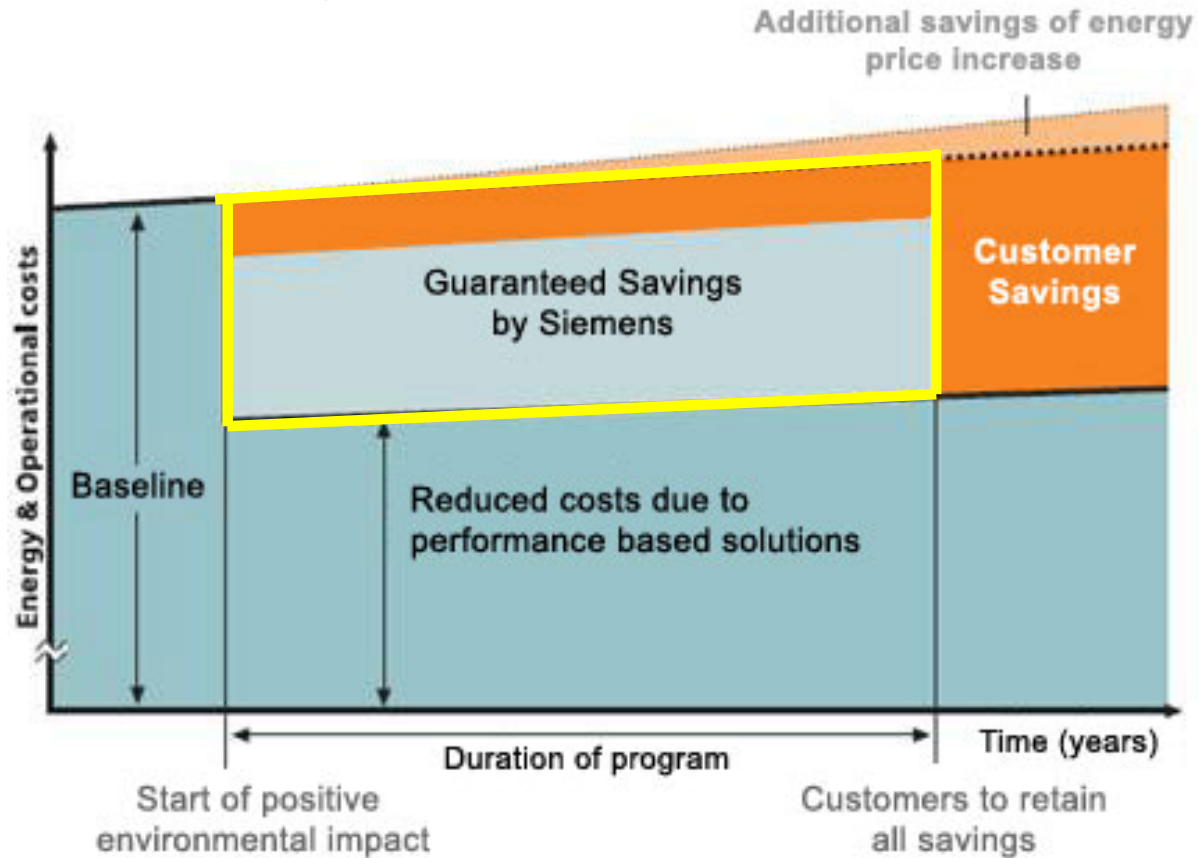 Additional savings of energy
price increase
Energy & Operational costs
Customer
Savings
Guaranteed Savings
by Siemens
Baseline
Reduced costs due to
performance based solutions
Duration of program
Time (years)
Start of positive
environmental impact
Customers to retain
all savings